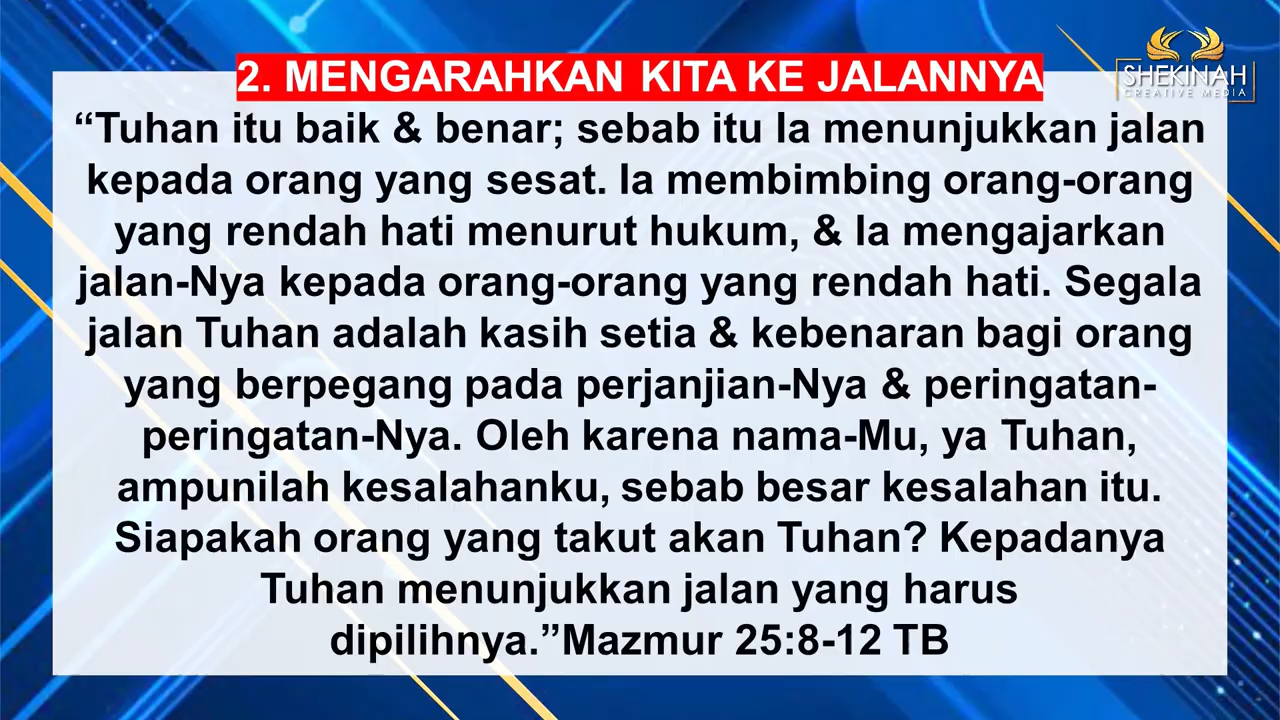 SHEKINAH
CREATIVE MEDIA
2. MENGARAHKAN KITA KE JALANNYA
“Tuhan itu baik & benar; sebab itu Ia menunjukkan jalan
kepada orang yang sesat. Ia membimbing orang-orang
yang rendah hati menurut hukum, & Ia mengajarkan
jalan-Nya kepada orang-orang yang rendah hati. Segala
jalan Tuhan adalah kasih setia & kebenaran bagi orang
yang berpegang pada perjanjian-Nya & peringatan-
peringatan-Nya. Oleh karena nama-Mu, ya Tuhan,
ampunilah kesalahanku, sebab besar kesalahan itu.
Siapakah orang yang takut akan Tuhan? Kepadanya
Tuhan menunjukkan jalan yang harus
dipilihnya.”Mazmur 25:8-12 TB